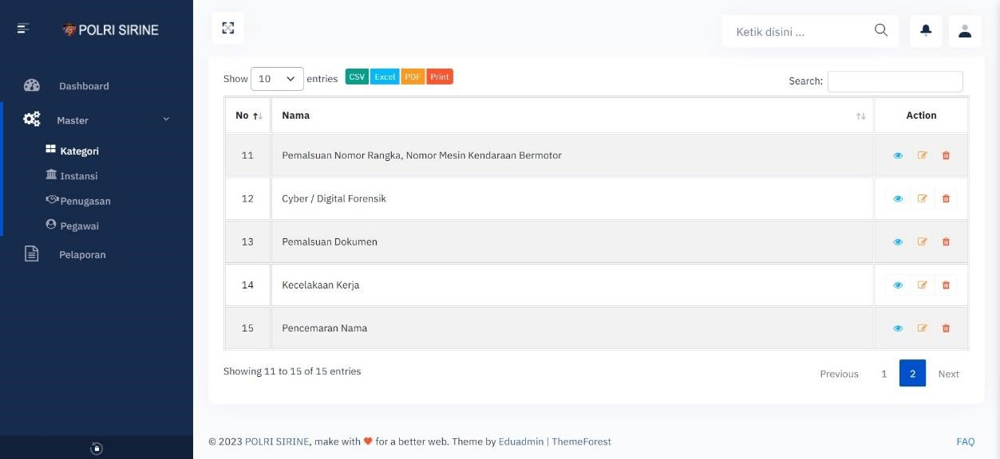 POLRI SIRINE
Ketik disini ...
Dashboard
Master
Kategori
Instansi
Penugasan
Pegawai
Pelaporan
Show 10 entries CSV Excel PDF Print
Search:
No Nama Action
11 Pemalsuan Nomor Rangka, Nomor Mesin Kendaraan Bermotor
12 Cyber / Digital Forensik
13 Pemalsuan Dokumen
14 Kecelakaan Kerja
15 Pencemaran Nama
Showing 11 to 15 of 15 entries
Previous 1 2 Next
© 2023 POLRI SIRINE, make with ❤ for a better web. Theme by Eduadmin | ThemeForest
FAQ